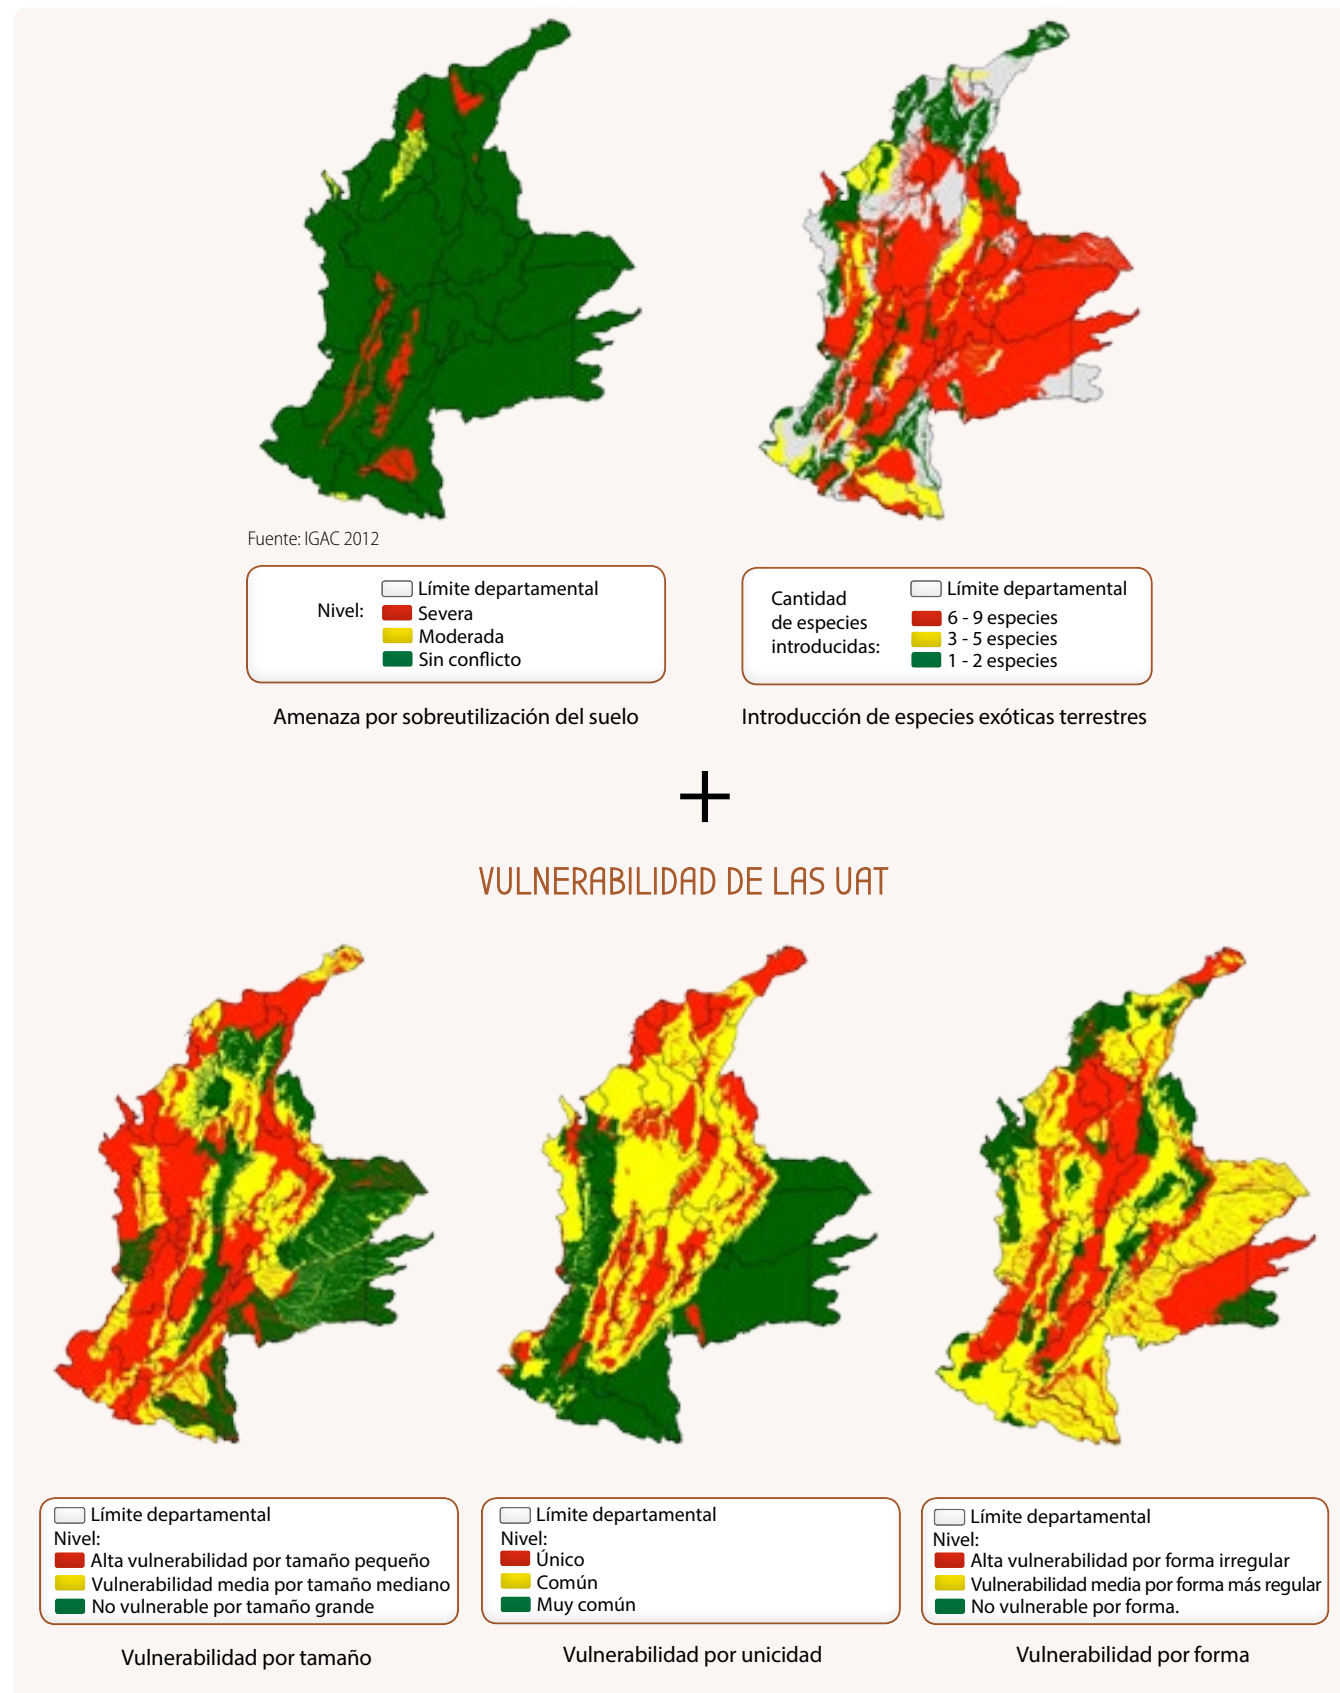 Fuente: IGAC 2012
Límite departamental
Nivel:
Severa
Moderada
Sin conflicto
Amenaza por sobreutilización del suelo
Cantidad
de especies
introducidas:
Límite departamental
6 - 9 especies
3 - 5 especies
1 - 2 especies
Introducción de especies exóticas terrestres
+
VULNERABILIDAD DE LAS UAT
Límite departamental
Nivel:
Alta vulnerabilidad por tamaño pequeño
Vulnerabilidad media por tamaño mediano
No vulnerable por tamaño grande
Vulnerabilidad por tamaño
Límite departamental
Nivel:
Único
Común
Muy común
Vulnerabilidad por unicidad
Límite departamental
Nivel:
Alta vulnerabilidad por forma irregular
Vulnerabilidad media por forma más regular
No vulnerable por forma.
Vulnerabilidad por forma